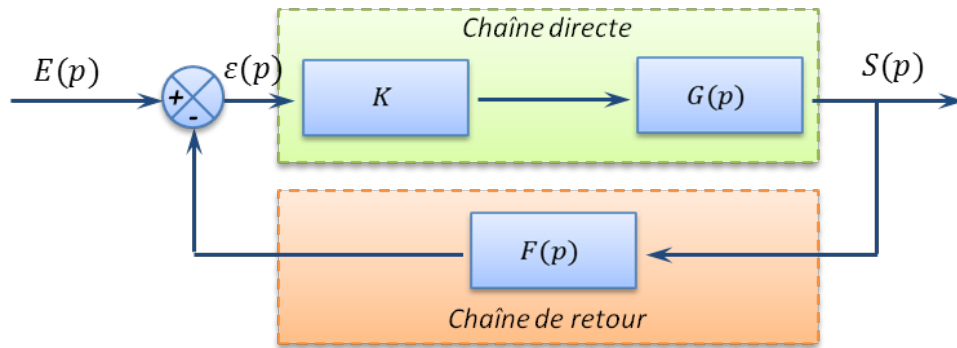 Chaîne directe
E(p)
ε(p)
S(p)
+
-
K
G(p)
F(p)
Chaîne de retour